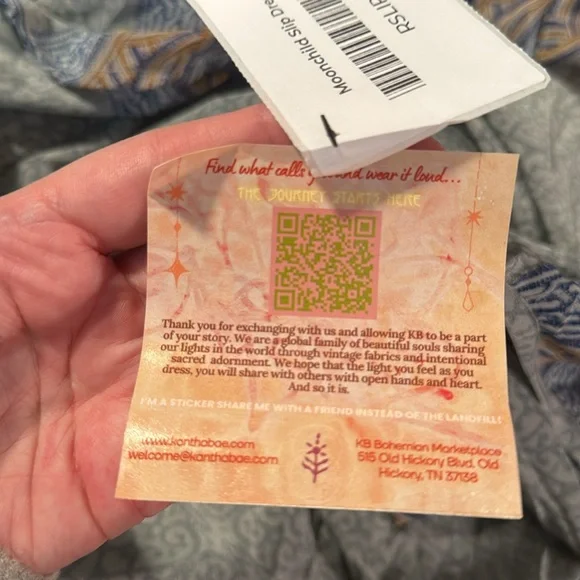 Moonchild Slip Dre
RSLIP
Find what calls and wear it loud...
THE JOURNEY STARTS HERE
Thank you for exchanging with us and allowing KB to be a part
of your story. We are a global family of beautiful souls sharing
our lights in the world through vintage fabrics and intentional
sacred adornment. We hope that the light you feel as you
dress, you will share with others with open hands and heart.
And so it is.
I'M A STICKER SHARE ME WITH A FRIEND INSTEAD OF THE LANDFILL!
www.kanthabae.com
welcome@kanthabae.com
KB Bohemian Marketplace
515 Old Hickory Blvd. Old
Hickory, TN 37138